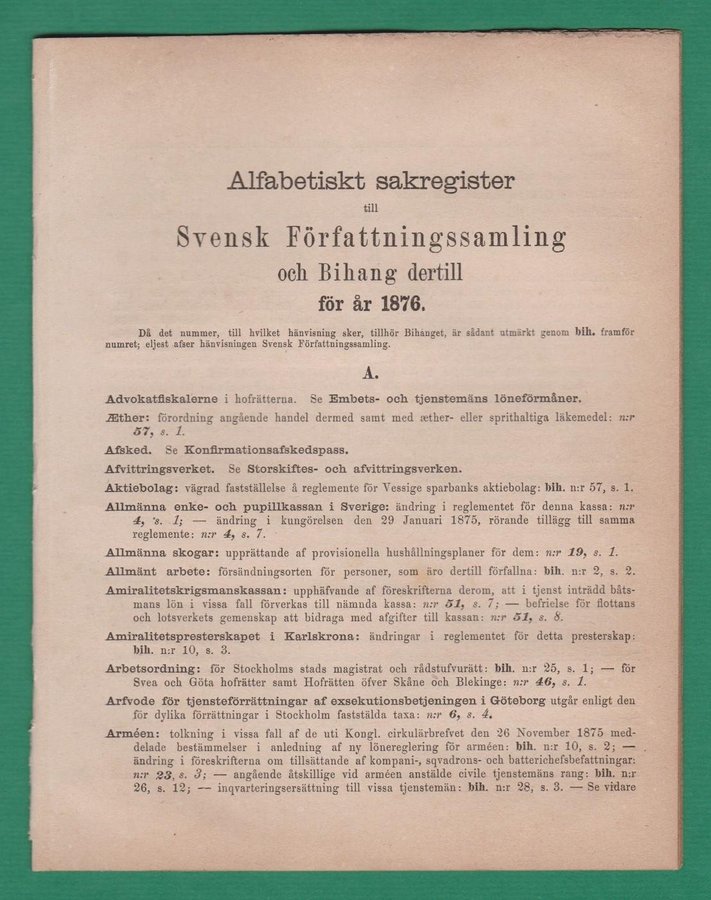 Alfabetiskt sakregister
till
Svensk Författningssamling
och Bihang dertill
för år 1876.
Då det nummer, till hvilket hänvisning sker, tillhör Bihanget, är sådant utmärkt genom bih. framför
numret; eljest afser hänvisningen Svensk Författningssamling.
A.
Advokatfiskalerne i hofrätterna. Se Embets- och tjenstemäns löneförmåner.
Æther: förordning angående handel dermed samt med æther- eller sprithaltiga läkemedel: n:r
57, s. 1.
Afsked. Se Konfirmationsafskedspass.
Afvittringsverket. Se Storskiftes- och afvittringsverken.
Aktiebolag: vägrad fastställelse å reglemente för Vessige sparbanks aktiebolag: bih. n:r 57, s. 1.
Allmänna enke- och pupillkassan i Sverige: ändring i reglementet för denna kassa: n:r
4, s. 1; — ändring i kungörelsen den 29 Januari 1875, rörande tillägg till samma
reglemente: n:r 4, s. 7.
Allmänna skogar: upprättande af provisionella hushållningsplaner för dem: n:r 19, s. 1.
Allmänt arbete: försändningsorten för personer, som äro dertill förfallna: bih. n:r 2, s. 2.
Amiralitetskrigsmanskassan: upphäfvande af föreskrifterna derom, att i tjenst inträdd båts-
mans lön i vissa fall förverkas till nämnda kassa: n:r 51, s. 7; — befrielse för flottans
och lotsverkets gemenskap att bidraga med afgifter till kassan: n:r 51, s. 8.
Amiralitetspresterskapet i Karlskrona: ändringar i reglementet för detta presterskap:
bih. n:r 10, s. 3.
Arbetsordning: för Stockholms stads magistrat och rådstufvurätt: bih. n:r 25, s. 1; — för
Svea och Göta hofrätter samt Hofrätten öfver Skåne och Blekinge: n:r 46, s. 1.
Arfvode för tjensteförrättningar af exsekutionsbetjeningen i Göteborg utgår enligt den
för dylika förrättningar i Stockholm faststälda taxa: n:r 6, s. 4.
Arméen: tolkning i vissa fall af de uti Kongl. cirkulärbrefvet den 26 November 1875 med-
delade bestämmelser i anledning af ny lönereglering för arméen: bih. n:r 10, s. 2; —
ändring i föreskrifterna om tillsättande af kompani-, sqvadrons- och batterichefsbefattningar:
n:r 23, s. 3; — angående åtskillige vid arméen anstälde civile tjenstemäns rang: bih. n:r
26, s. 12; — inqvarteringsersättning till vissa tjenstemän: bih. n:r 28, s. 3. — Se vidare